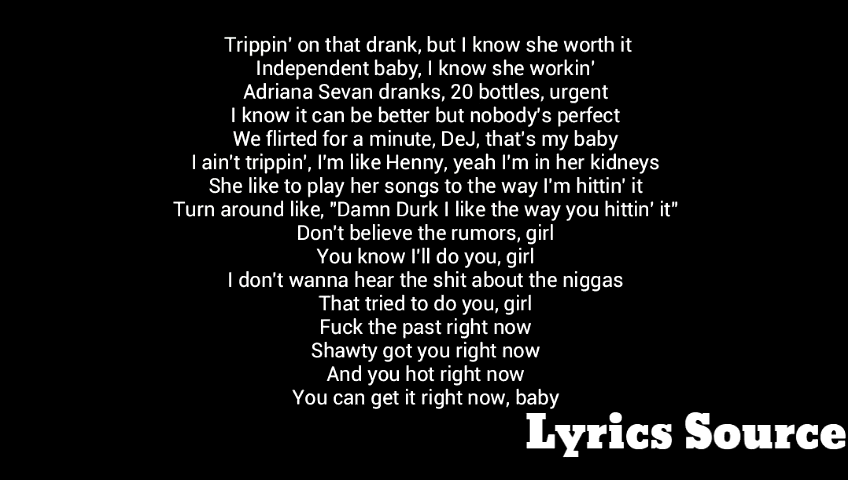 Trippin' on that drank, but I know she worth it
Independent baby, I know she workin'
Adriana Sevan dranks, 20 bottles, urgent
I know it can be better but nobody's perfect
We flirted for a minute, DeJ, that's my baby
I ain't trippin', I'm like Henny, yeah I'm in her kidneys
She like to play her songs to the way I'm hittin' it
Turn around like, "Damn Durk I like the way you hittin' it"
Don't believe the rumors, girl
You know I'll do you, girl
I don't wanna hear the shit about the niggas
That tried to do you, girl
Fuck the past right now
Shawty got you right now
And you hot right now
You can get it right now, baby
Lyrics Source